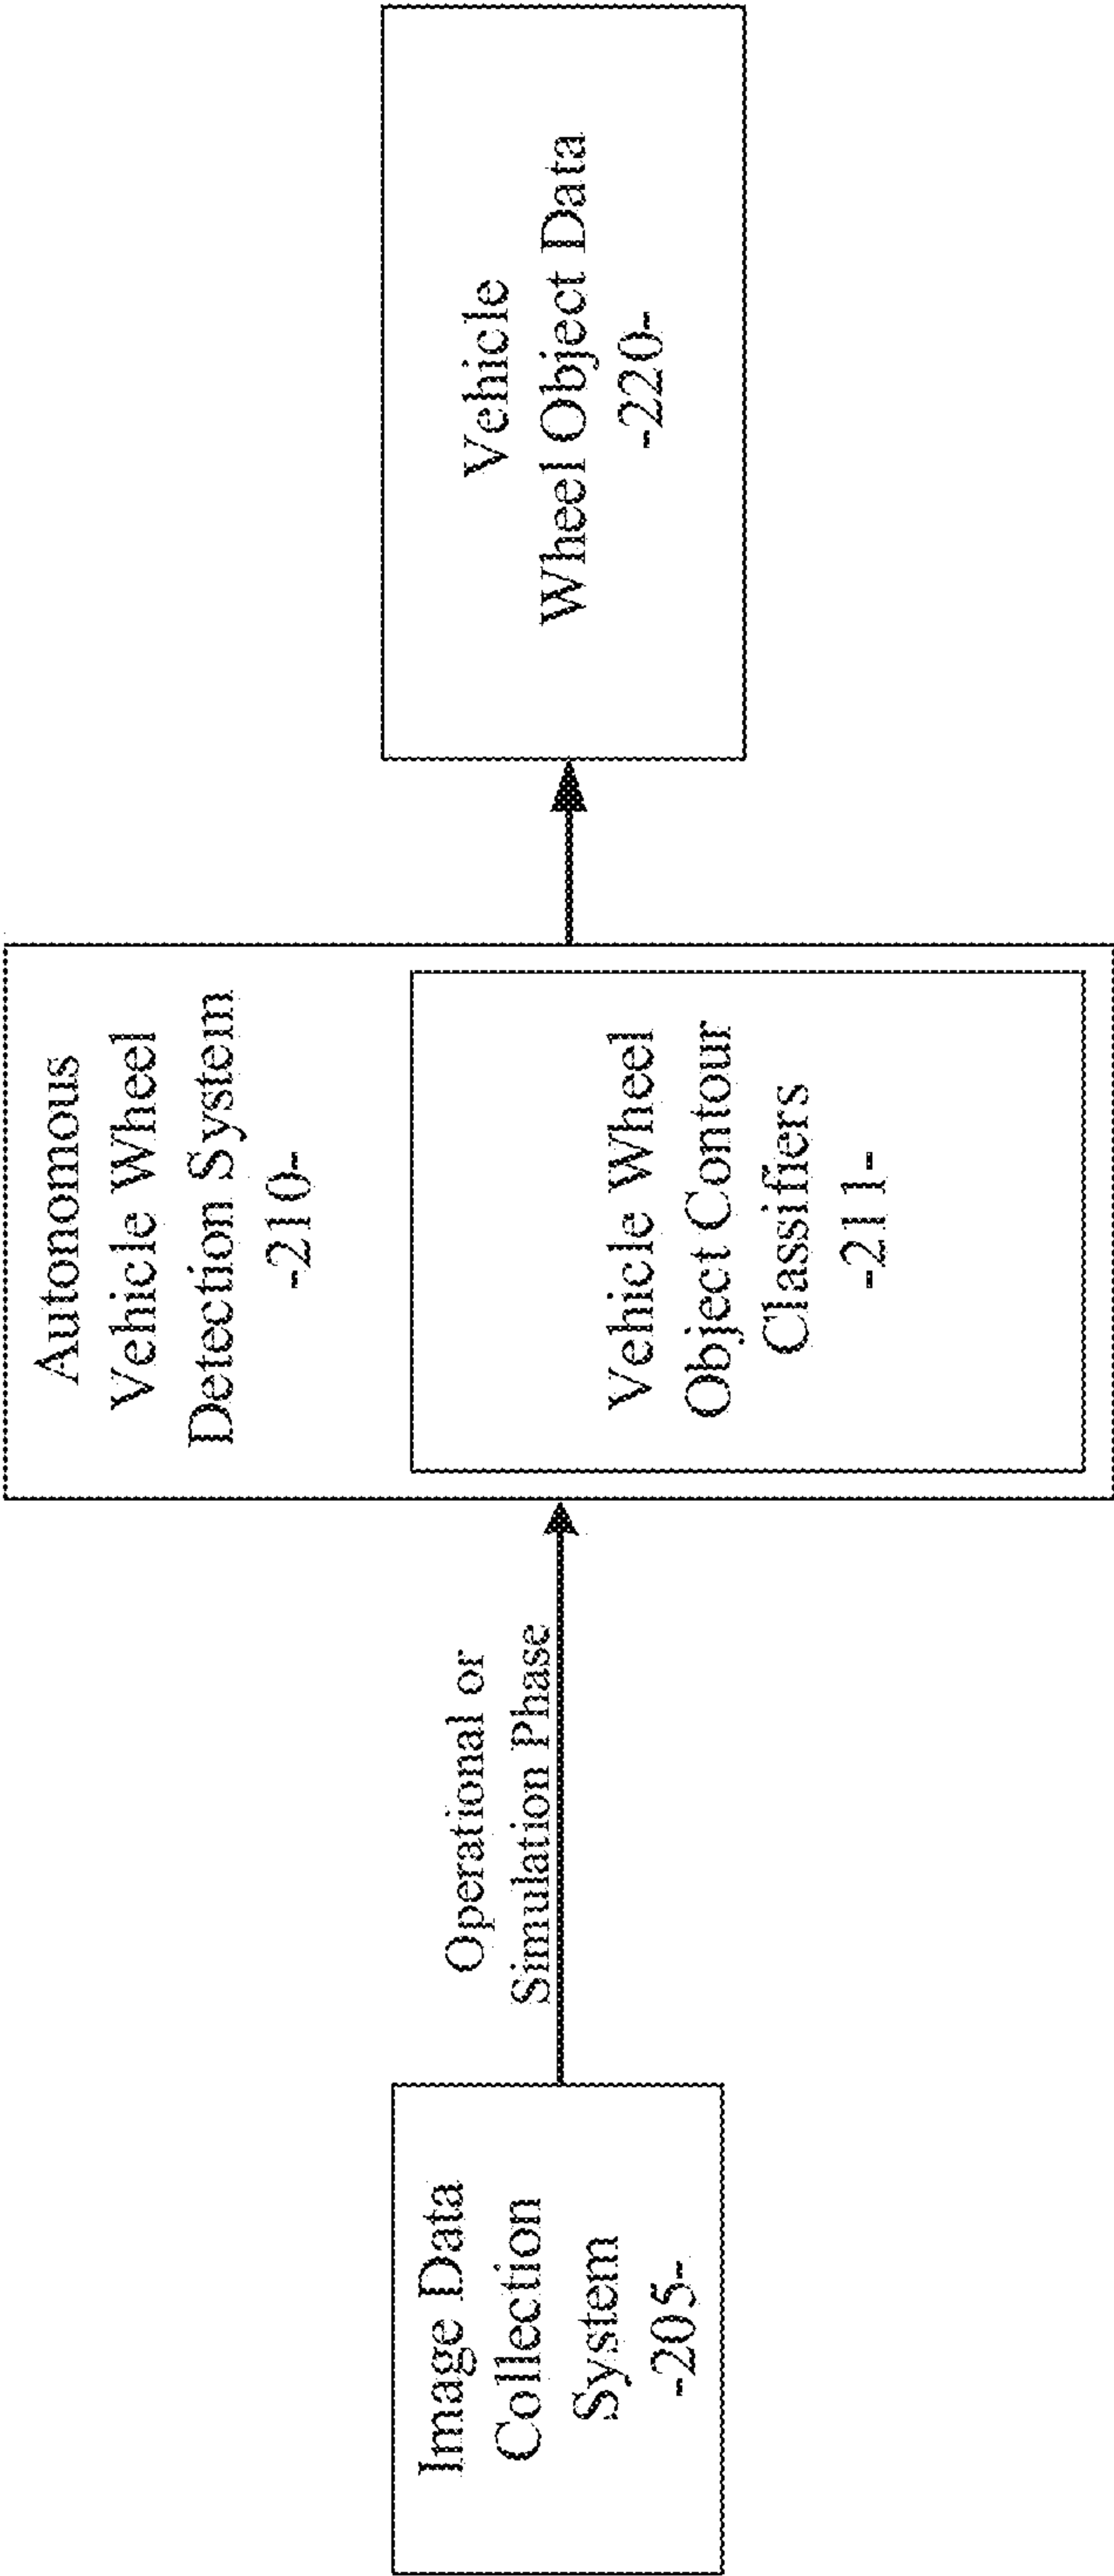 Image Data
Collection
System
-205-
Operational or
Simulation Phase
Autonomous
Vehicle Wheel
Detection System
-210-
Vehicle Wheel
Object Contour
Classifiers
-211-
Vehicle
Wheel Object Data
-220-